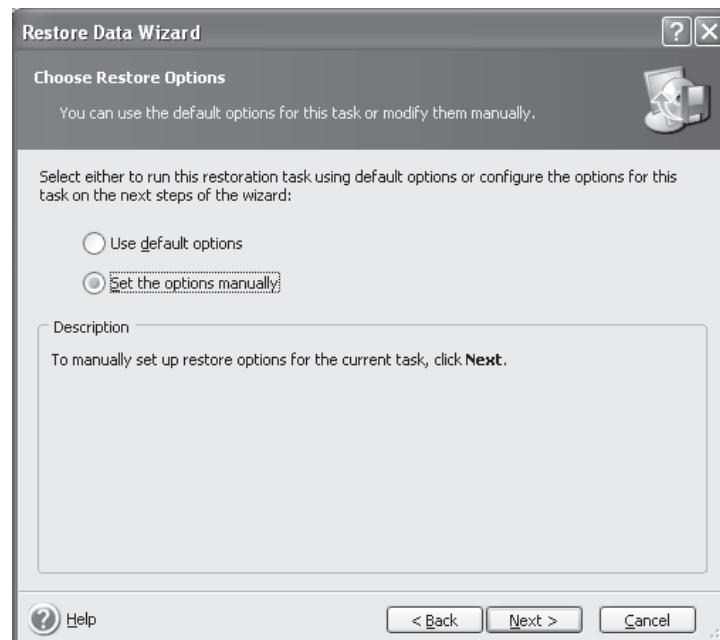 Restore Data Wizard
Choose Restore Options
You can use the default options for this task or modify them manually.
Select either to run this restoration task using default options or configure the options for this
task on the next steps of the wizard:
Use default options
Set the options manually
Description
To manually set up restore options for the current task, click Next.
Help
< Back
Next >
Cancel